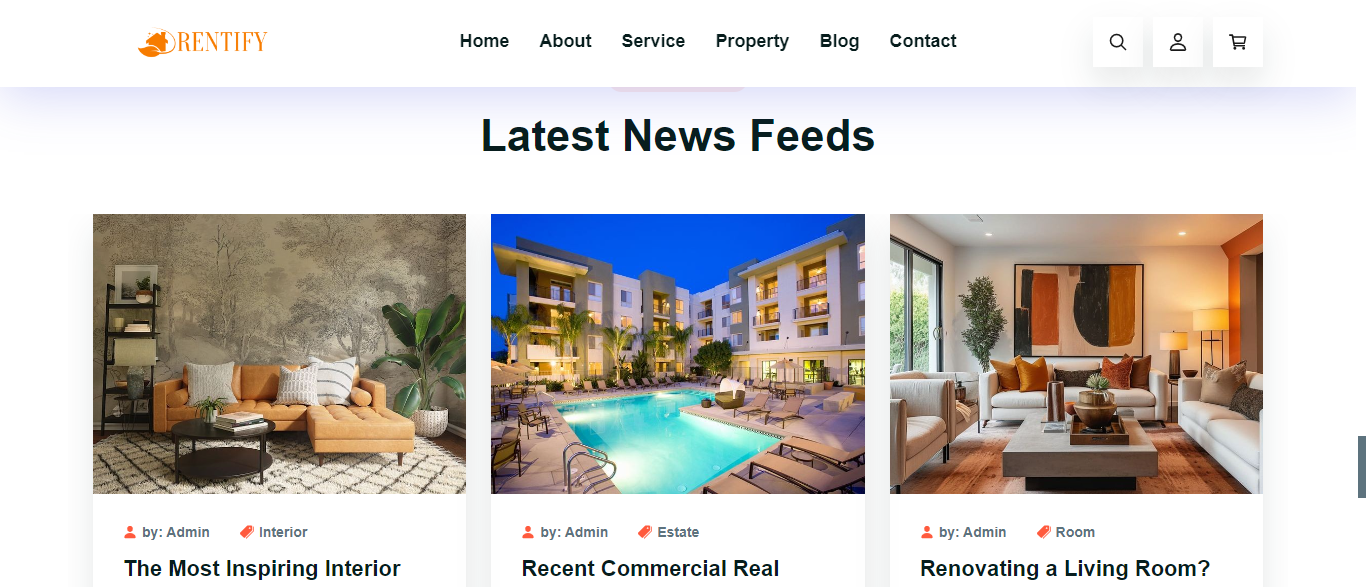 RENTIFY
Home About Service Property Blog Contact
Latest News Feeds
by: Admin Interior
The Most Inspiring Interior
by: Admin Estate
Recent Commercial Real
by: Admin Room
Renovating a Living Room?